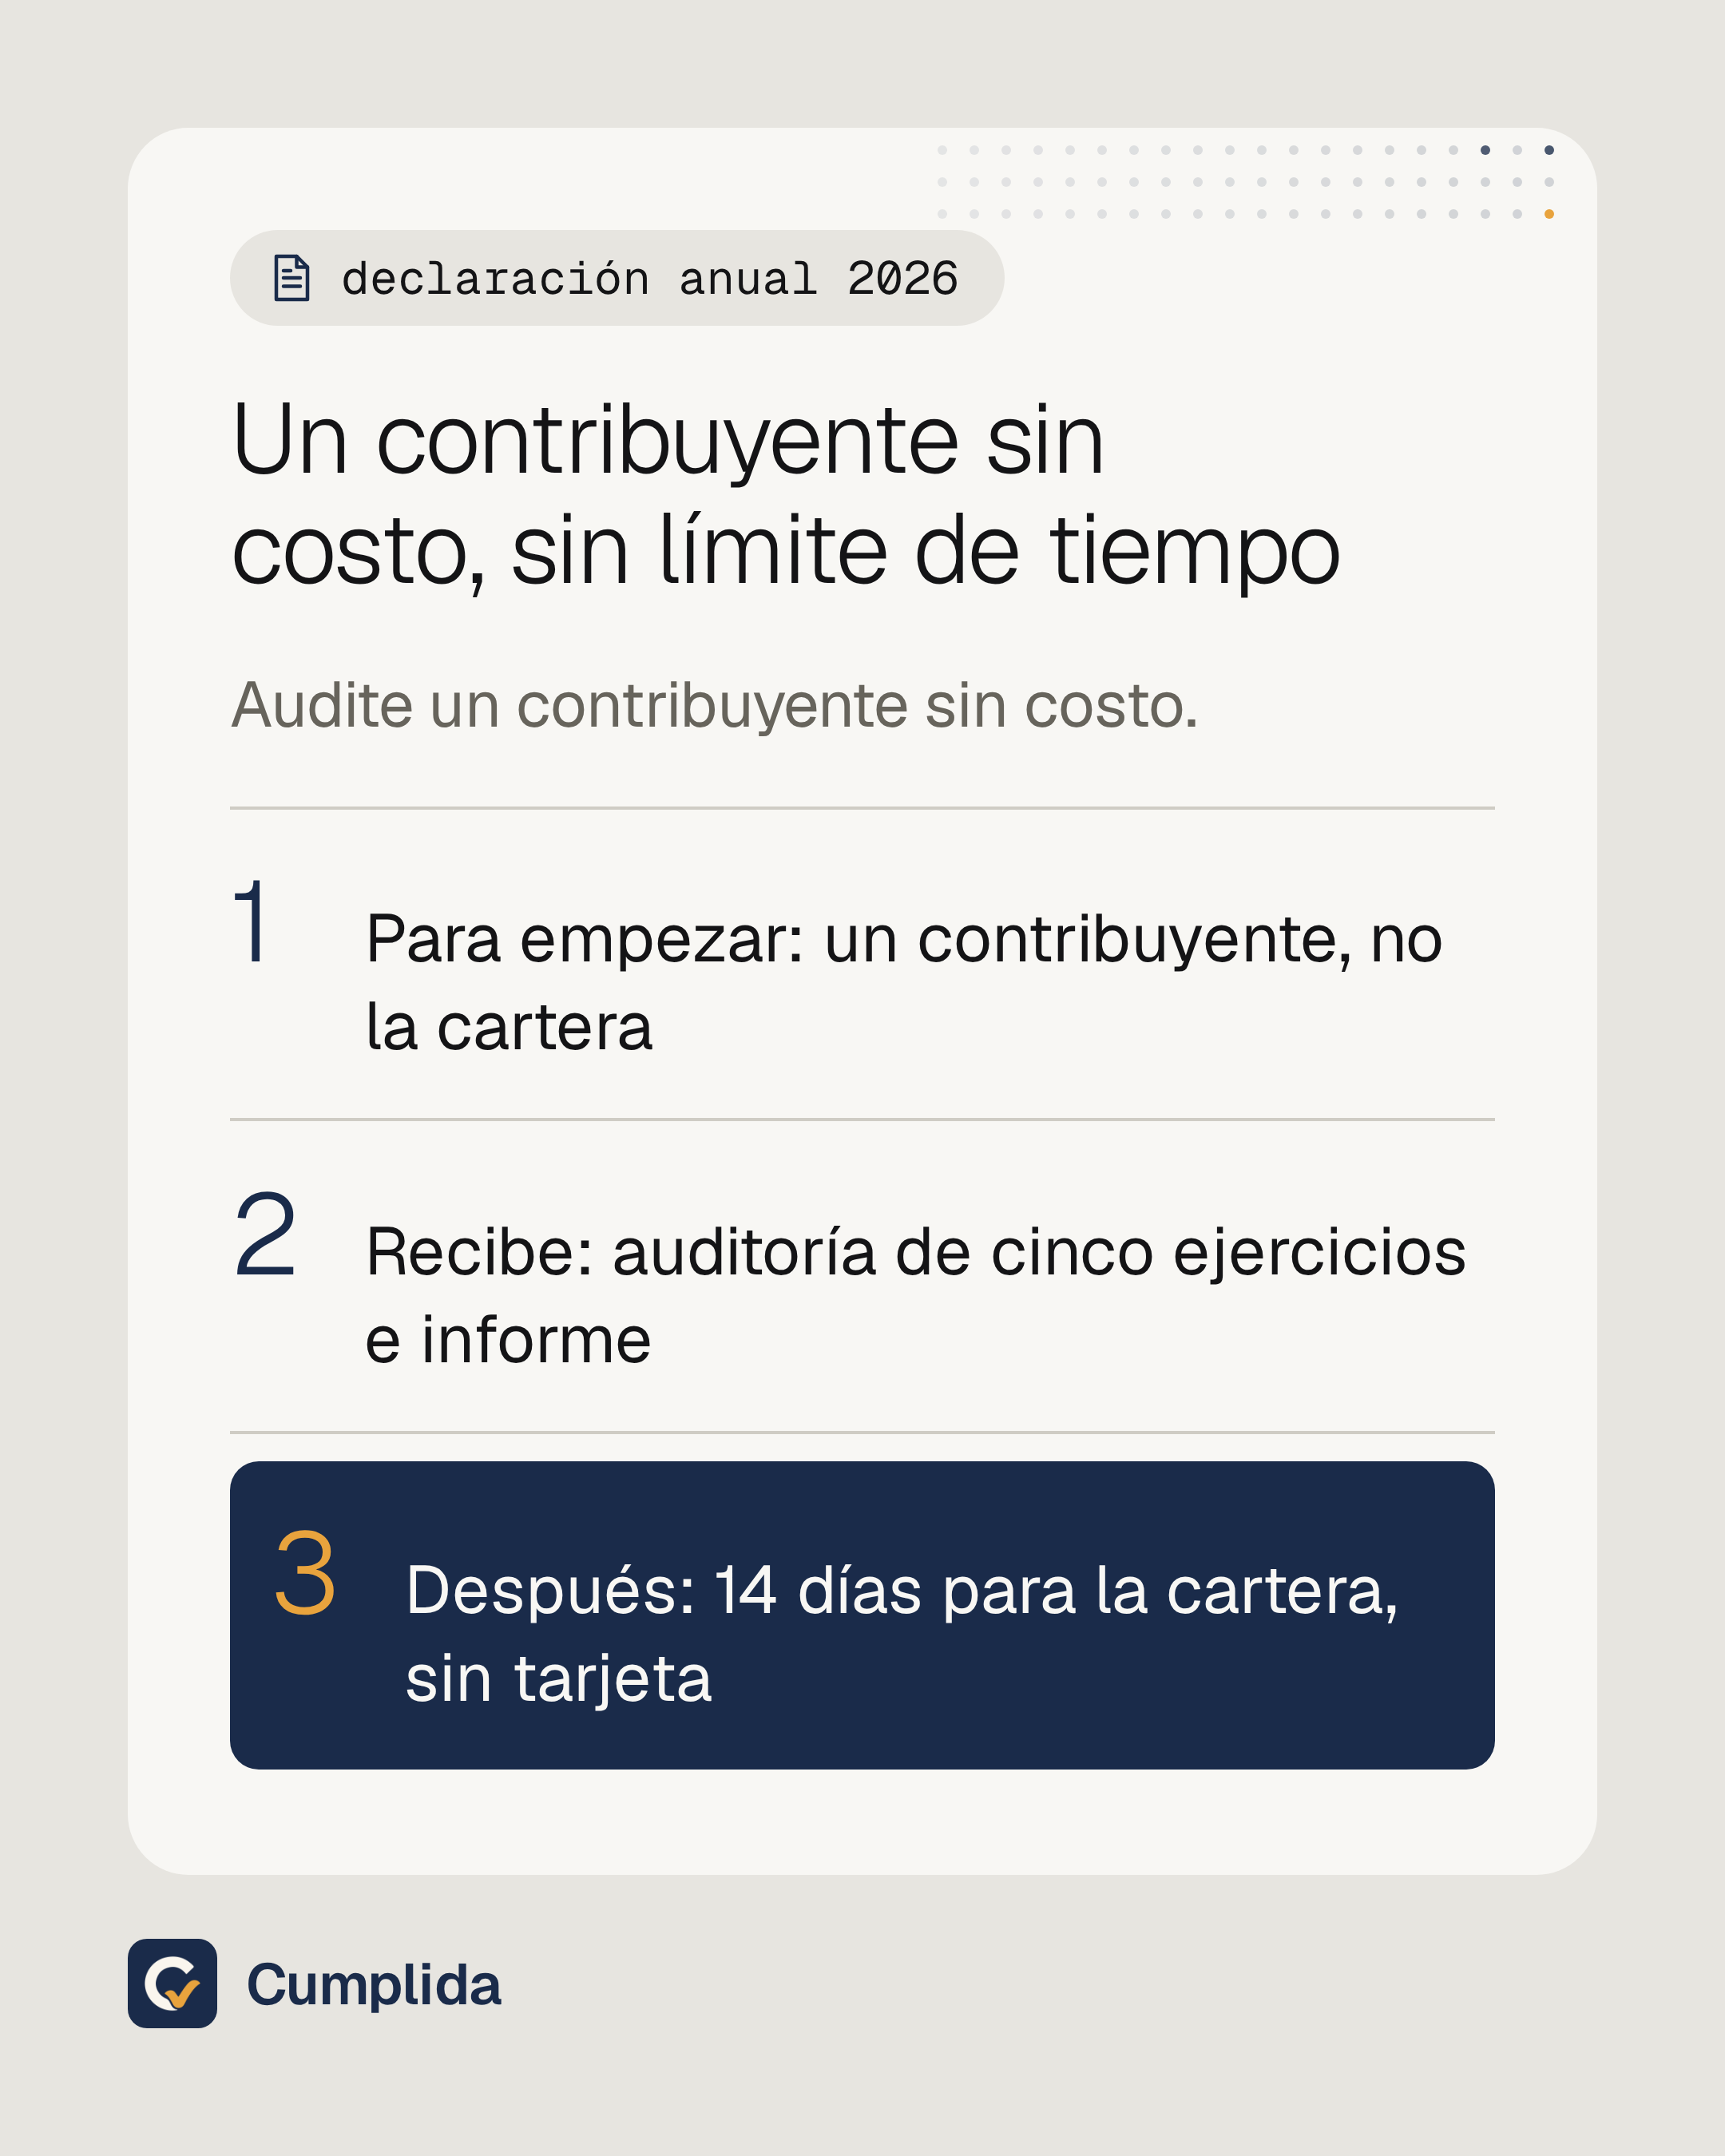 declaración anual 2026
Un contribuyente sin
costo, sin límite de tiempo
Audite un contribuyente sin costo.
1
Para empezar: un contribuyente, no
la cartera
2
Recibe: auditoría de cinco ejercicios
e informe
3
Después: 14 días para la cartera,
sin tarjeta
Cumplida